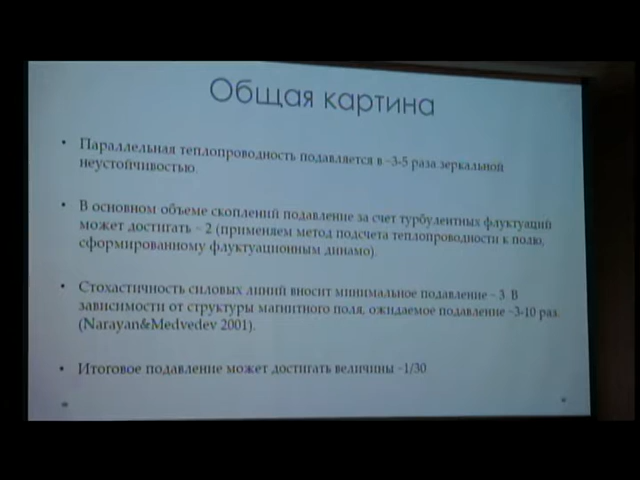 Общая картина
• Параллельная теплопроводность подавляется в ~3-5 раза зеркальной
неустойчивостью.
• В основном объеме скоплений подавление за счет турбулентных флуктуаций
может достигать ~ 2 (применяем метод подсчета теплопроводности к полю,
сформированному флуктуационным динамо).
• Стохастичность силовых линий вносит минимальное подавление ~ 3. В
зависимости от структуры магнитного поля, ожидаемое подавление ~3-10 раз.
(Narayan&Medvedev 2001).
• Итоговое подавление может достигать величины ~1/30